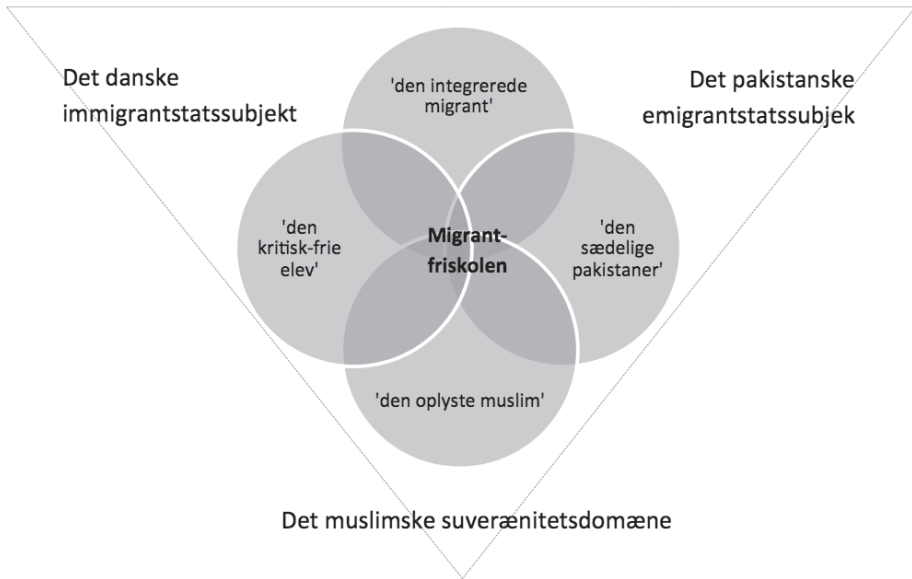 Det danske
immigrantstatssubjekt
'den integrerede
migrant'
Det pakistanske
emigrantstatssubjek
'den
kritisk-frie
elev'
Migrant-
friskolen
'den
sædelige
pakistaner'
'den oplyste muslim'
Det muslimske suverænitetsdomæne